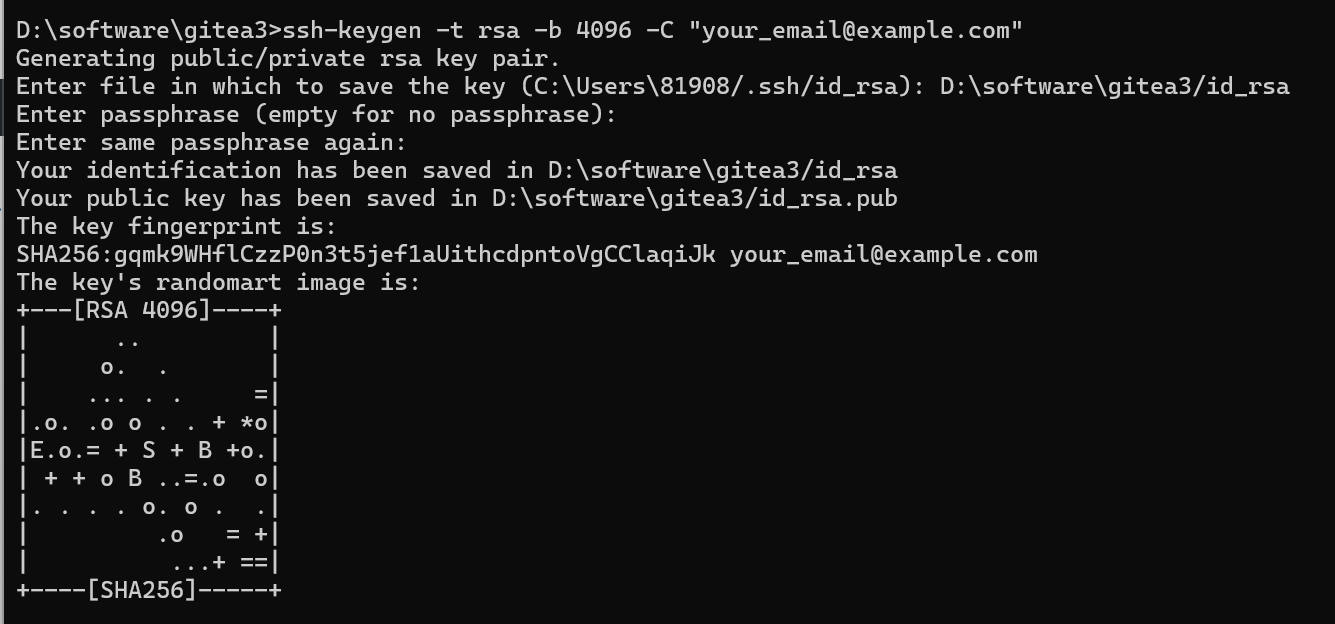 D:\software\gitea3>ssh-keygen -t rsa -b 4096 -C "your_email@example.com"
Generating public/private rsa key pair.
Enter file in which to save the key (C:\Users\81908/.ssh/id_rsa): D:\software\gitea3/id_rsa
Enter passphrase (empty for no passphrase):
Enter same passphrase again:
Your identification has been saved in D:\software\gitea3/id_rsa
Your public key has been saved in D:\software\gitea3/id_rsa.pub
The key fingerprint is:
SHA256:gqmk9WHflCzzP0n3t5jef1aUithcdpntoVgCClaqiJk your_email@example.com
The key's randomart image is:
+---[RSA 4096]----+
|      ..         |
|     o.  .       |
|    ... . .     =|
|.o. .o o . . + *o|
|E.o.= + S + B +o.|
| + + o B ..=.o  o|
|. . . . o. o .  .|
|         .o   = +|
|          ...+ ==|
+----[SHA256]-----+